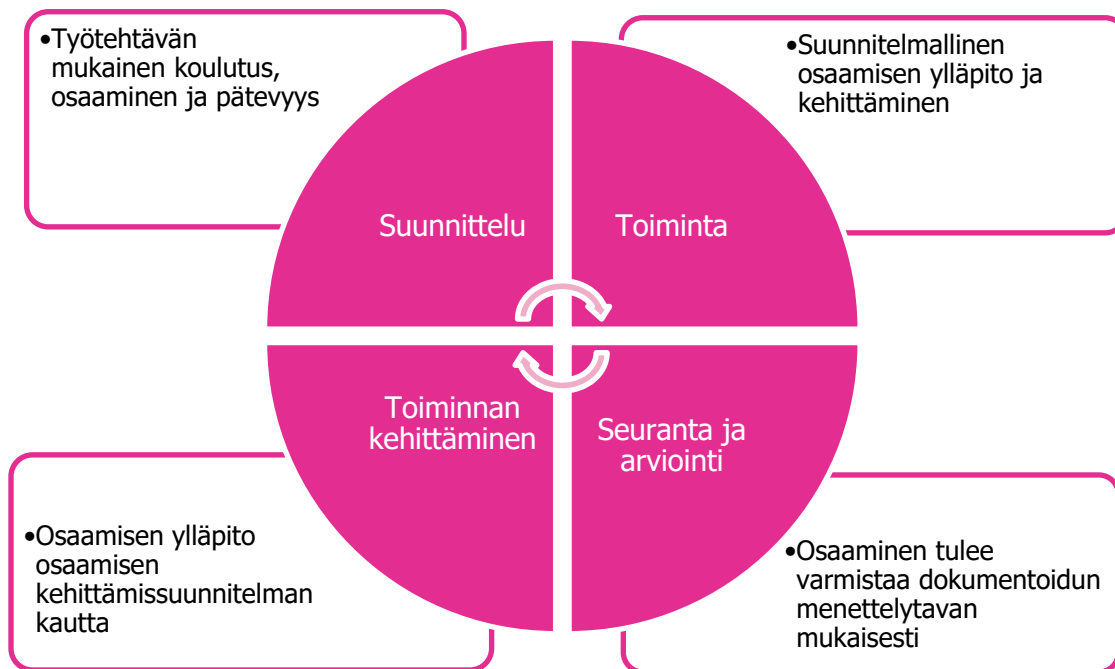 •Työtehtävän
mukainen koulutus,
osaaminen ja pätevyys
•Suunnitelmallinen
osaamisen ylläpito ja
kehittäminen
Suunnittelu
Toiminta
Toiminnan
kehittäminen
Seuranta ja
arviointi
•Osaamisen ylläpito
osaamisen
kehittämissuunnitelman
kautta
•Osaaminen tulee
varmistaa dokumentoidun
menettelytavan
mukaisesti